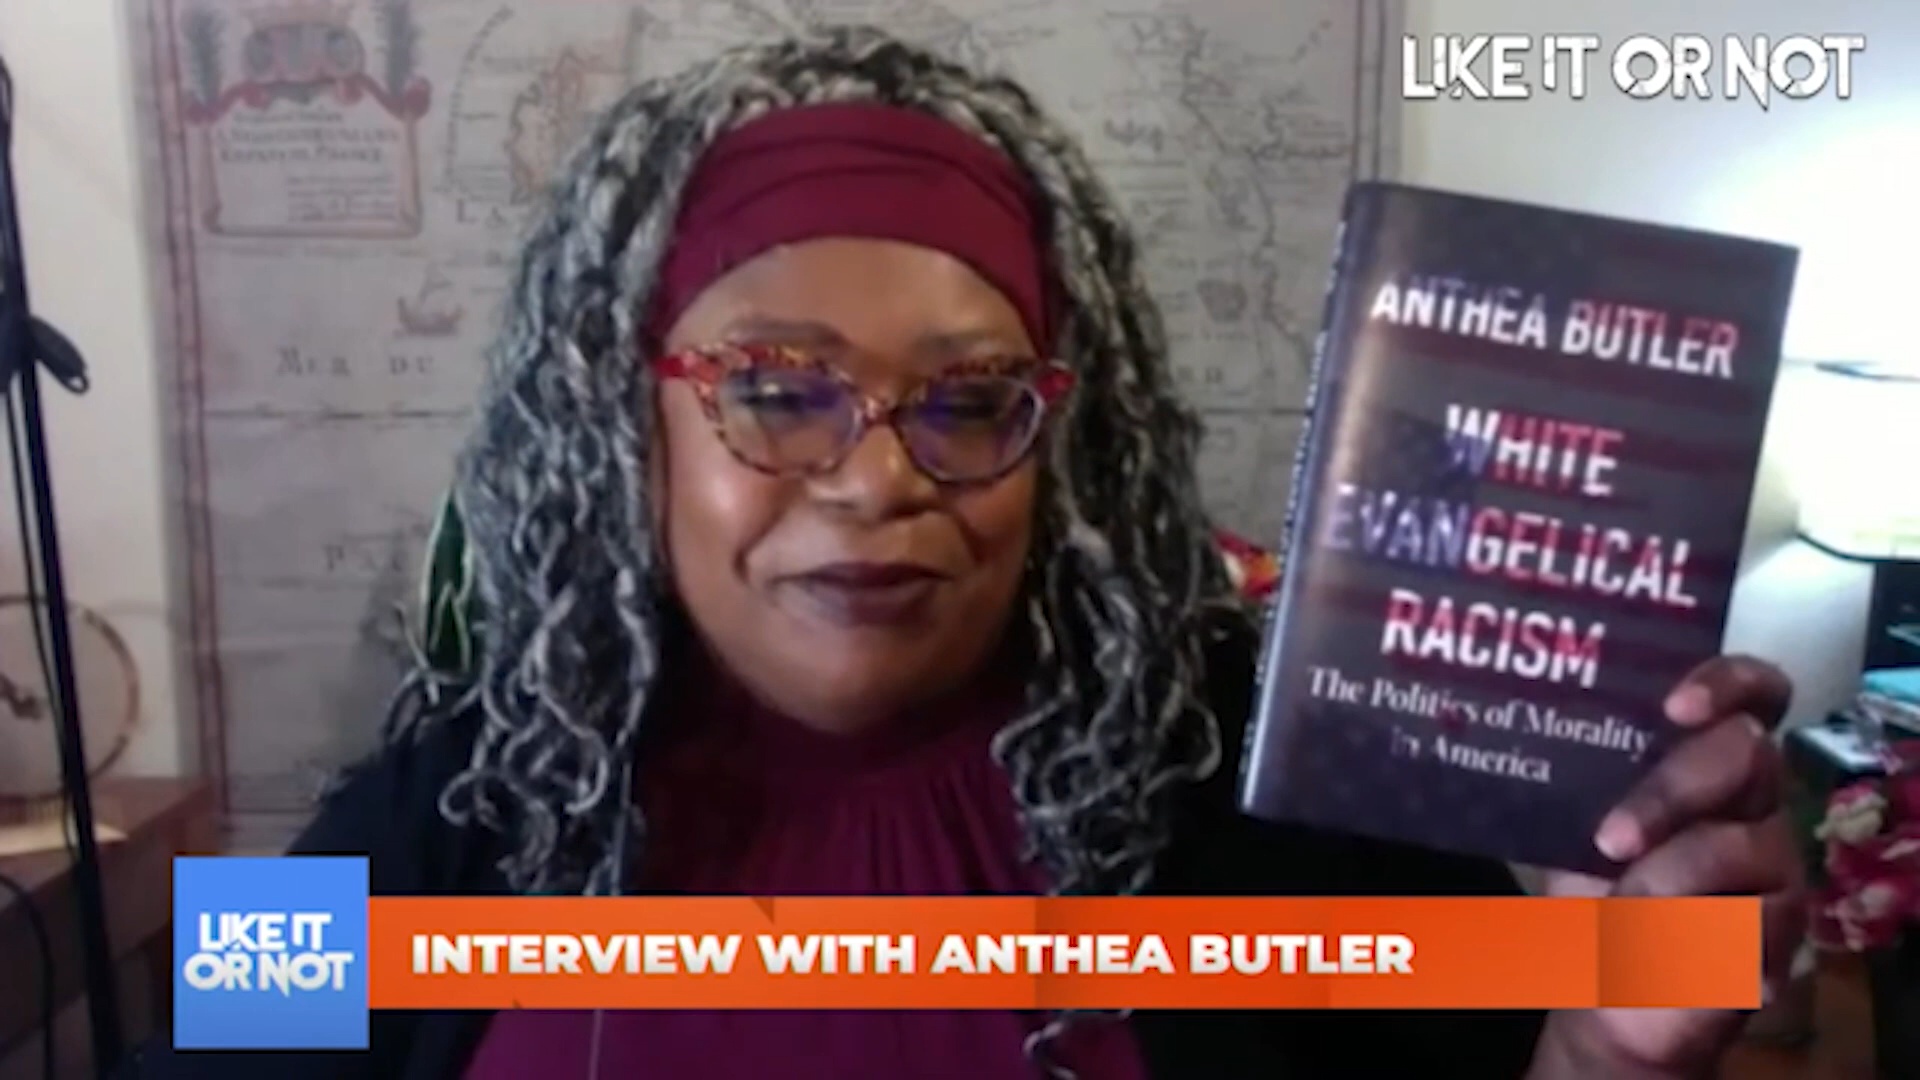 LIKE IT OR NOT
ANTHEA BUTLER
WHITE
EVANGELICAL
RACISM
The Politics of Morality
in America
LIKE IT
OR NOT
INTERVIEW WITH ANTHEA BUTLER